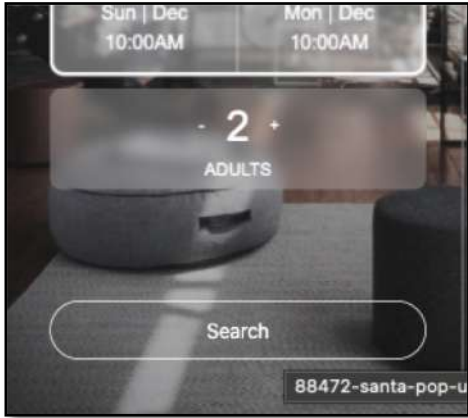 Sun | Dec
Mon | Dec
10:00AM
10:00AM
- 2 +
ADULTS
Search
88472-santa-pop-u